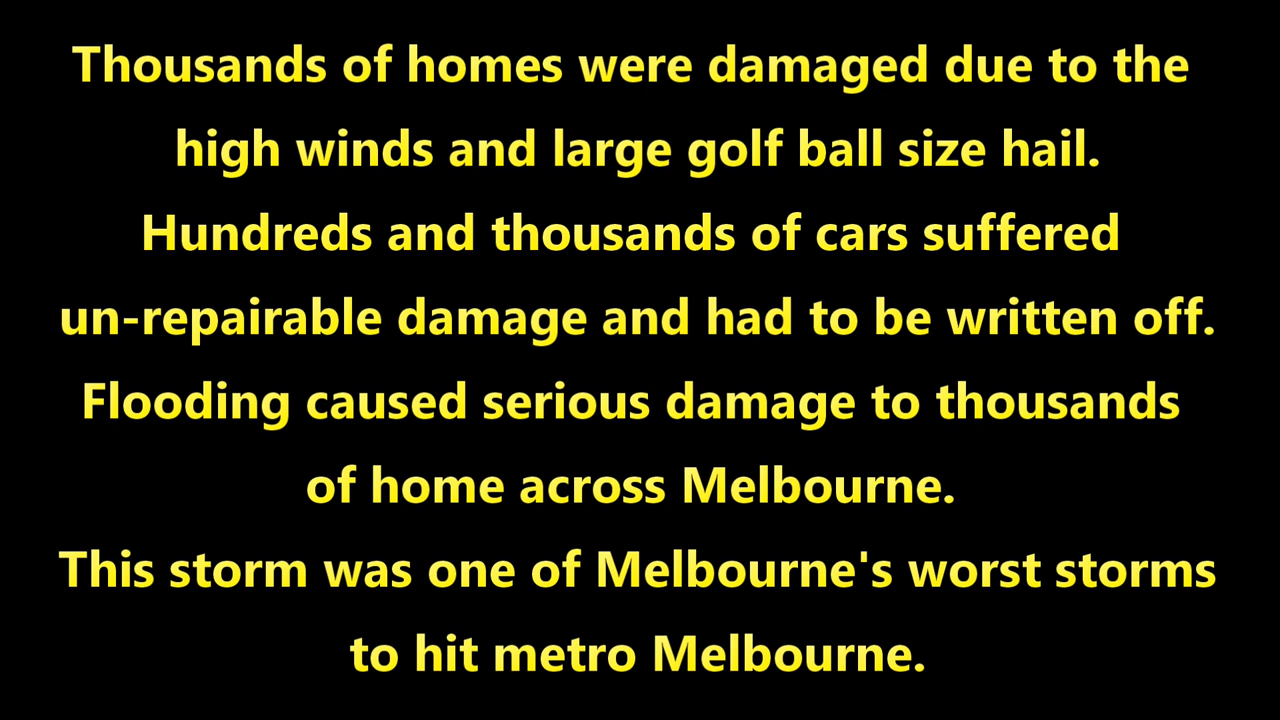 Thousands of homes were damaged due to the
high winds and large golf ball size hail.
Hundreds and thousands of cars suffered
un-repairable damage and had to be written off.
Flooding caused serious damage to thousands
of home across Melbourne.
This storm was one of Melbourne's worst storms
to hit metro Melbourne.